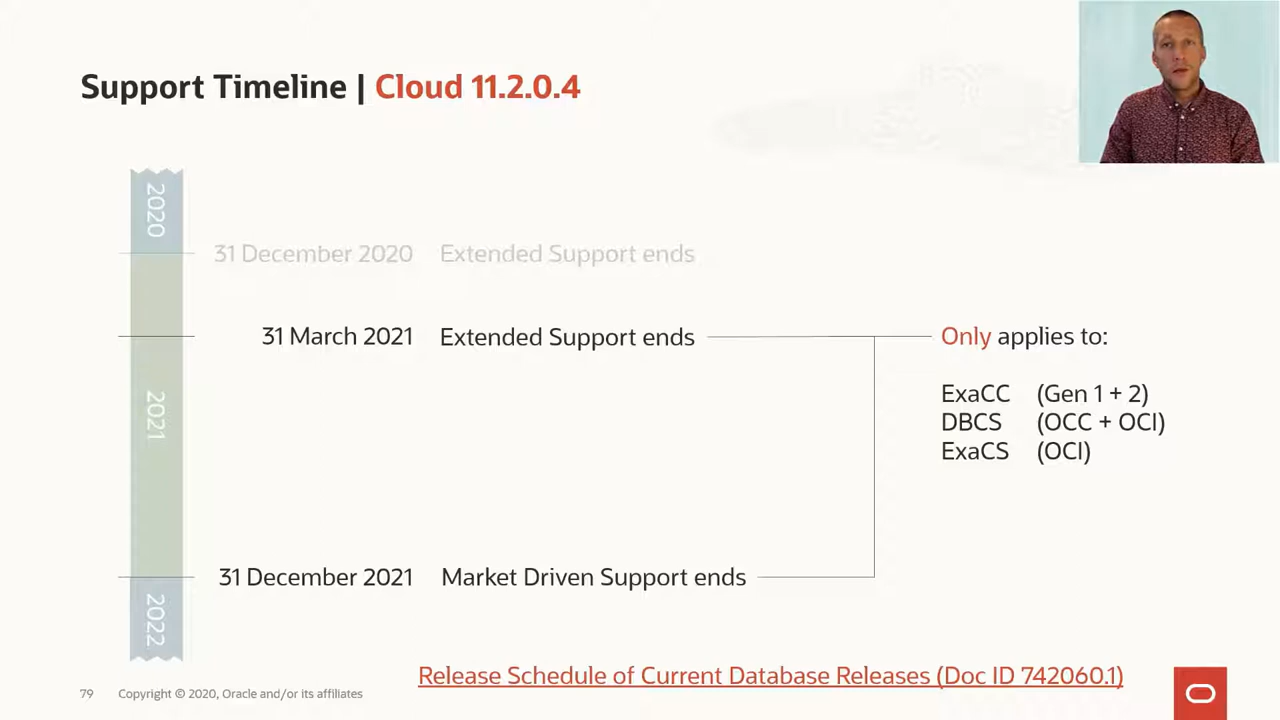 Support Timeline | Cloud 11.2.0.4
2020
31 December 2020 Extended Support ends
31 March 2021 Extended Support ends
Only applies to:
ExaCC (Gen 1 + 2)
DBCS (OCC + OCI)
ExaCS (OCI)
2021
31 December 2021 Market Driven Support ends
2022
Release Schedule of Current Database Releases (Doc ID 742060.1)
79 Copyright © 2020, Oracle and/or its affiliates